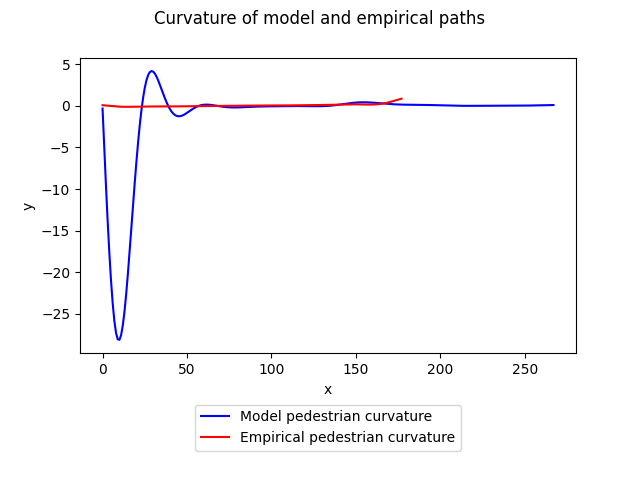 Curvature of model and empirical paths
5
0
−5
−10
−15
−20
−25
y
0 50 100 150 200 250
x
Model pedestrian curvature
Empirical pedestrian curvature